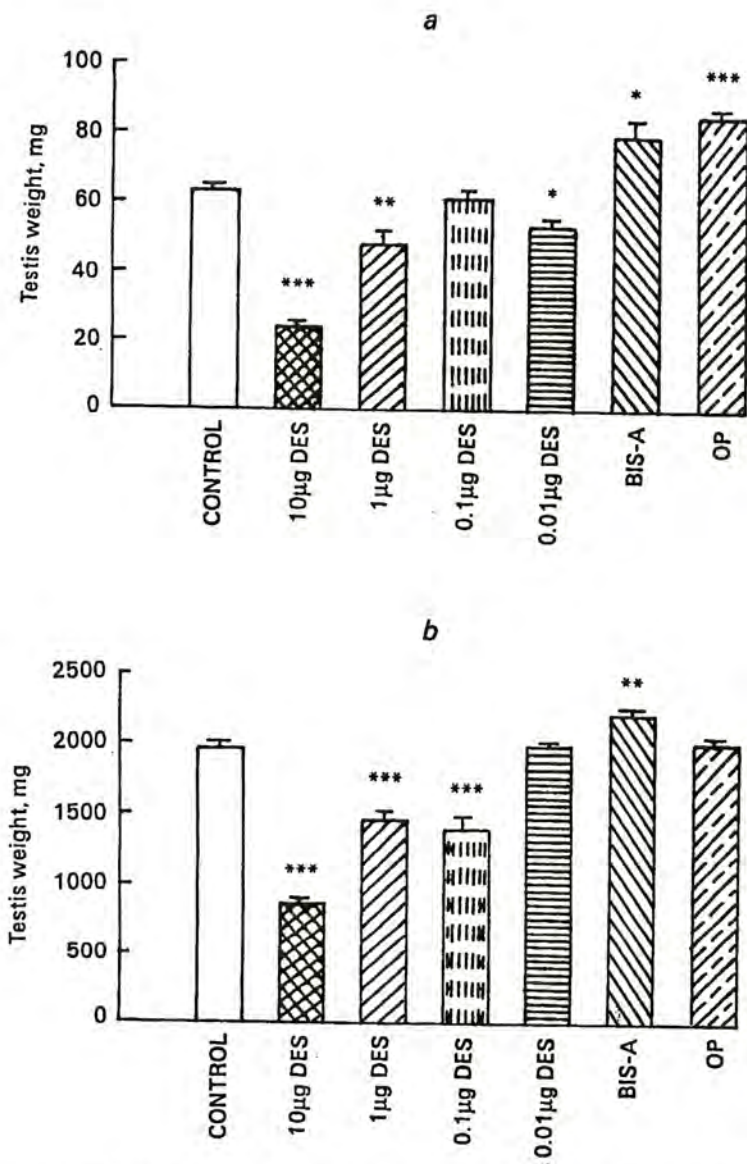 a
Testis weight, mg
100
80
60
40
20
0
***
**
*
*
***
CONTROL
10µg DES
1µg DES
0.1µg DES
0.01µg DES
BIS-A
OP
b
Testis weight, mg
2500
2000
1500
1000
500
0
***
***
***
**
CONTROL
10µg DES
1µg DES
0.1µg DES
0.01µg DES
BIS-A
OP